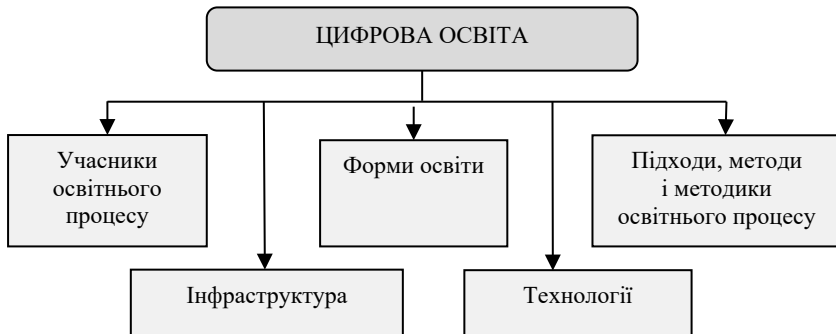 ЦИФРОВА ОСВІТА
Учасники
освітнього
процесу
Форми освіти
Підходи, методи
і методики
освітнього процесу
Інфраструктура
Технології